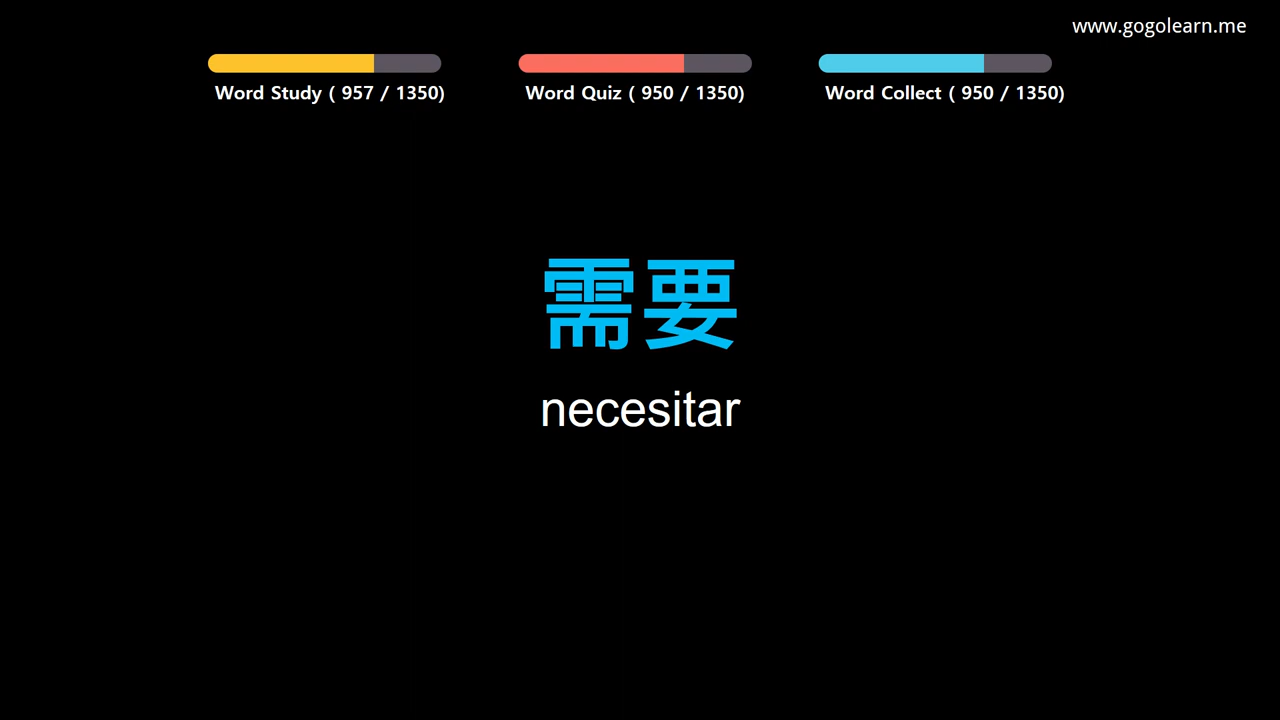 www.gogolearn.me
Word Study ( 957 / 1350)
Word Quiz ( 950 / 1350)
Word Collect ( 950 / 1350)
需要
necesitar